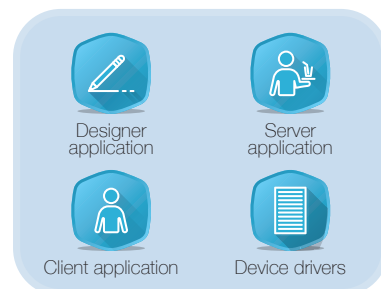 Designer
application
Server
application
Client application
Device drivers